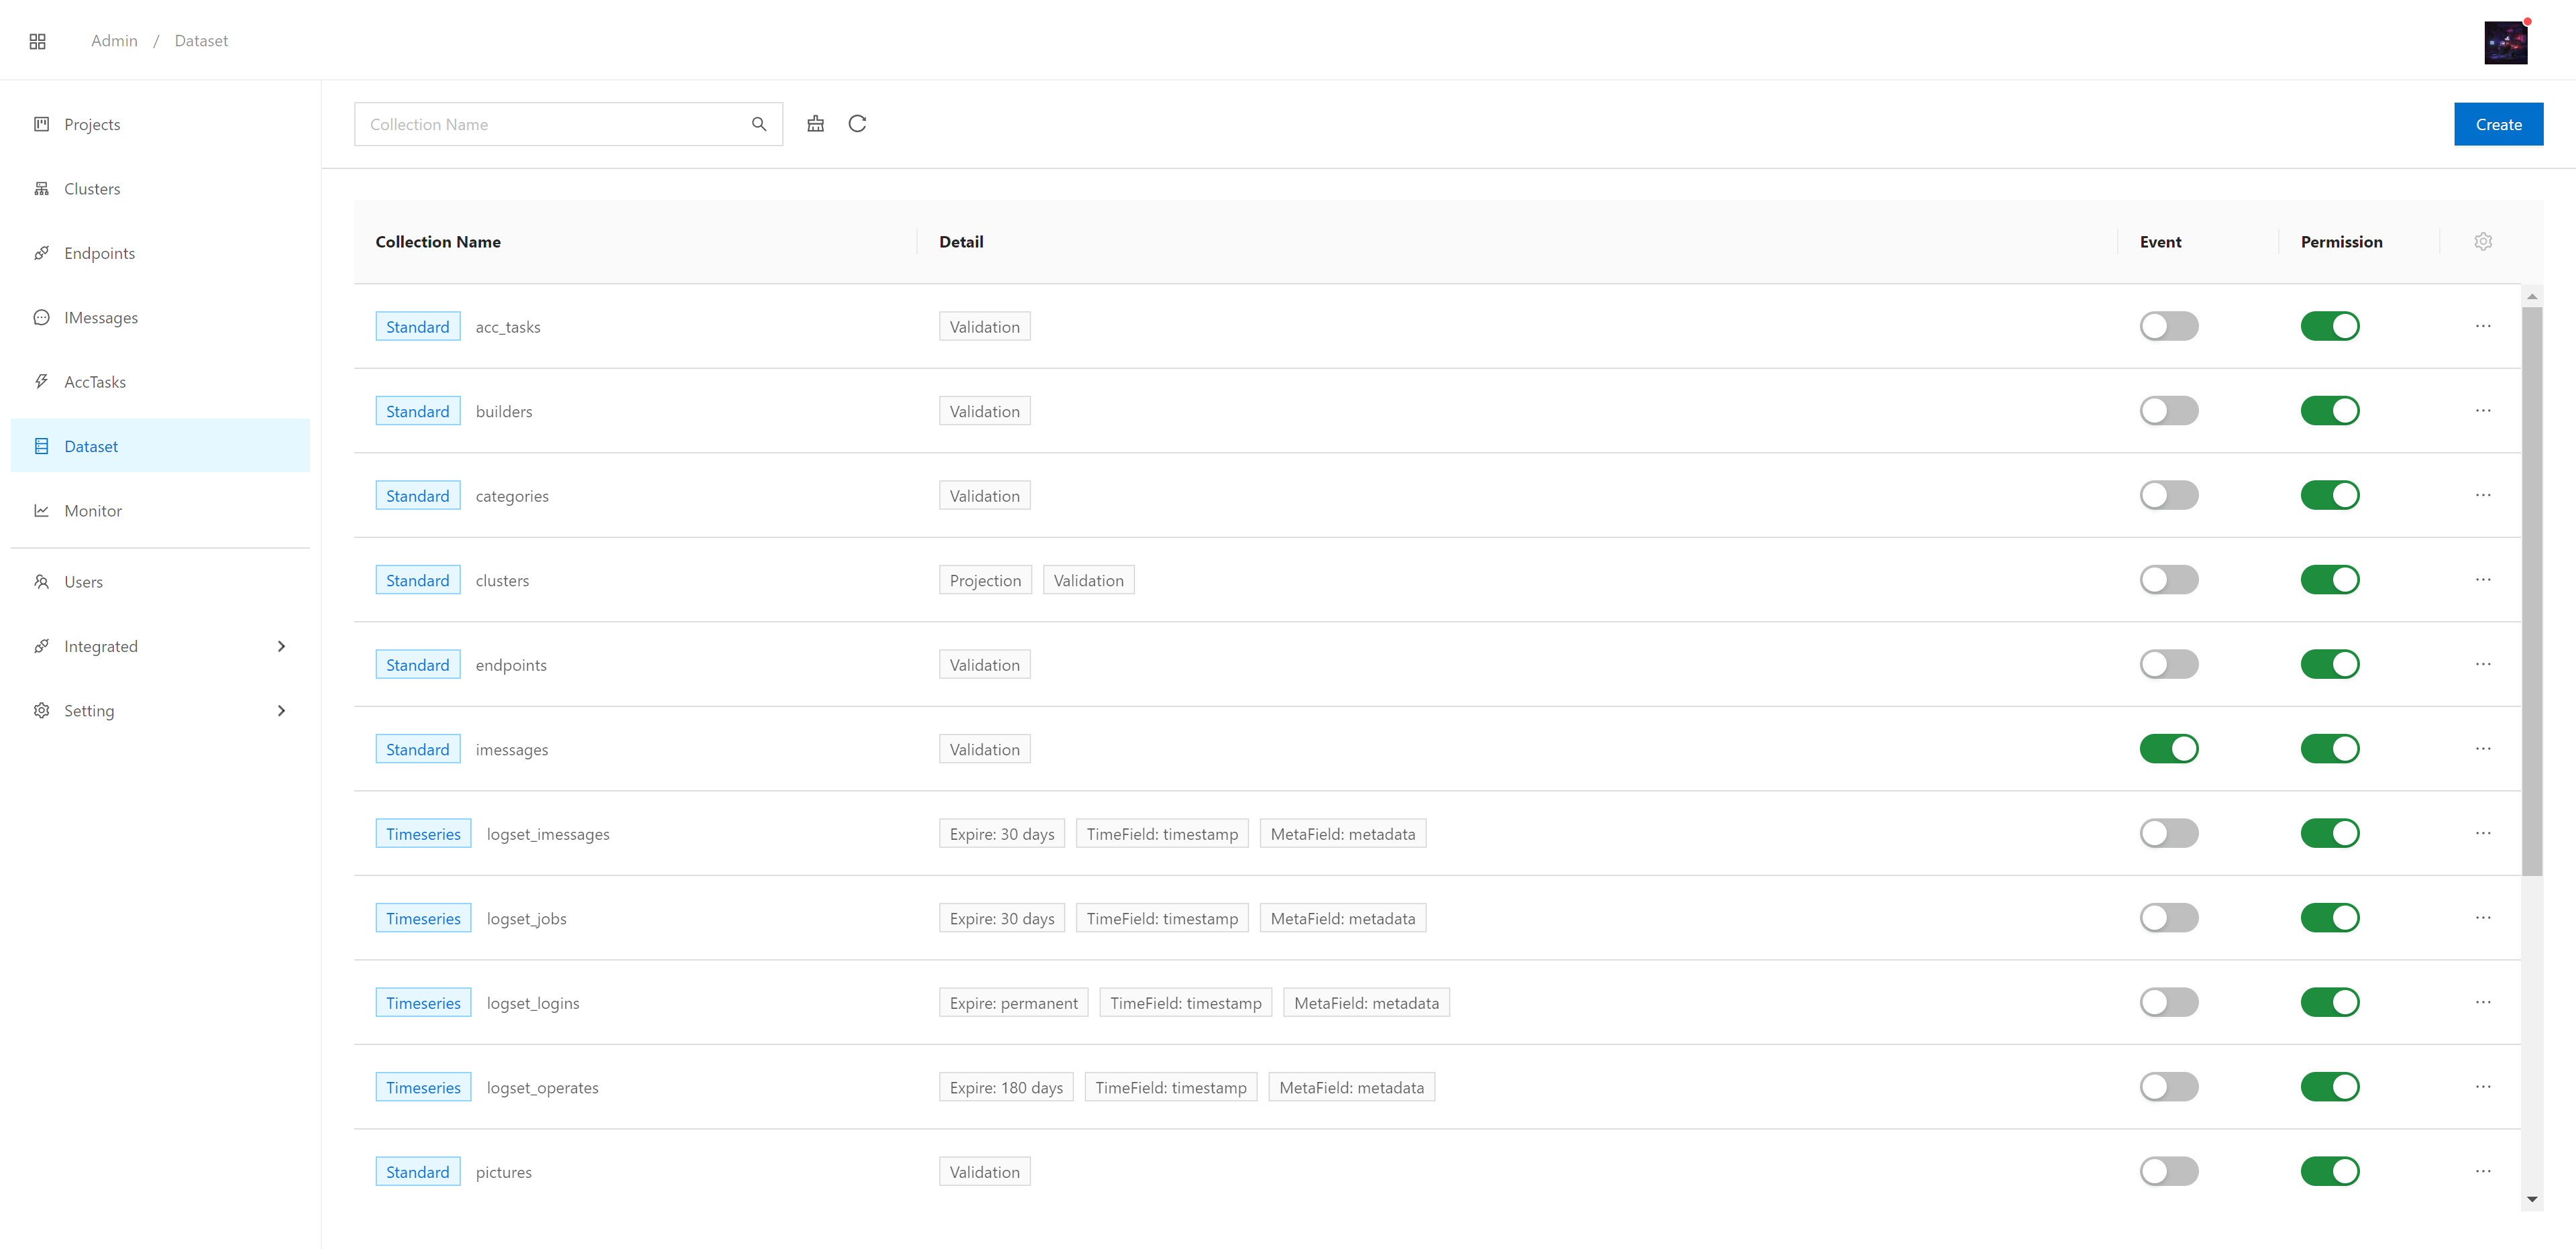 Admin / Dataset
Projects
Clusters
Endpoints
IMessages
AccTasks
Dataset
Monitor
Users
Integrated
Setting
Collection Name
Create
Collection Name Detail Event Permission
Standard acc_tasks Validation
Standard builders Validation
Standard categories Validation
Standard clusters Projection Validation
Standard endpoints Validation
Standard imessages Validation
Timeseries logset_imessages Expire: 30 days TimeField: timestamp MetaField: metadata
Timeseries logset_jobs Expire: 30 days TimeField: timestamp MetaField: metadata
Timeseries logset_logins Expire: permanent TimeField: timestamp MetaField: metadata
Timeseries logset_operates Expire: 180 days TimeField: timestamp MetaField: metadata
Standard pictures Validation